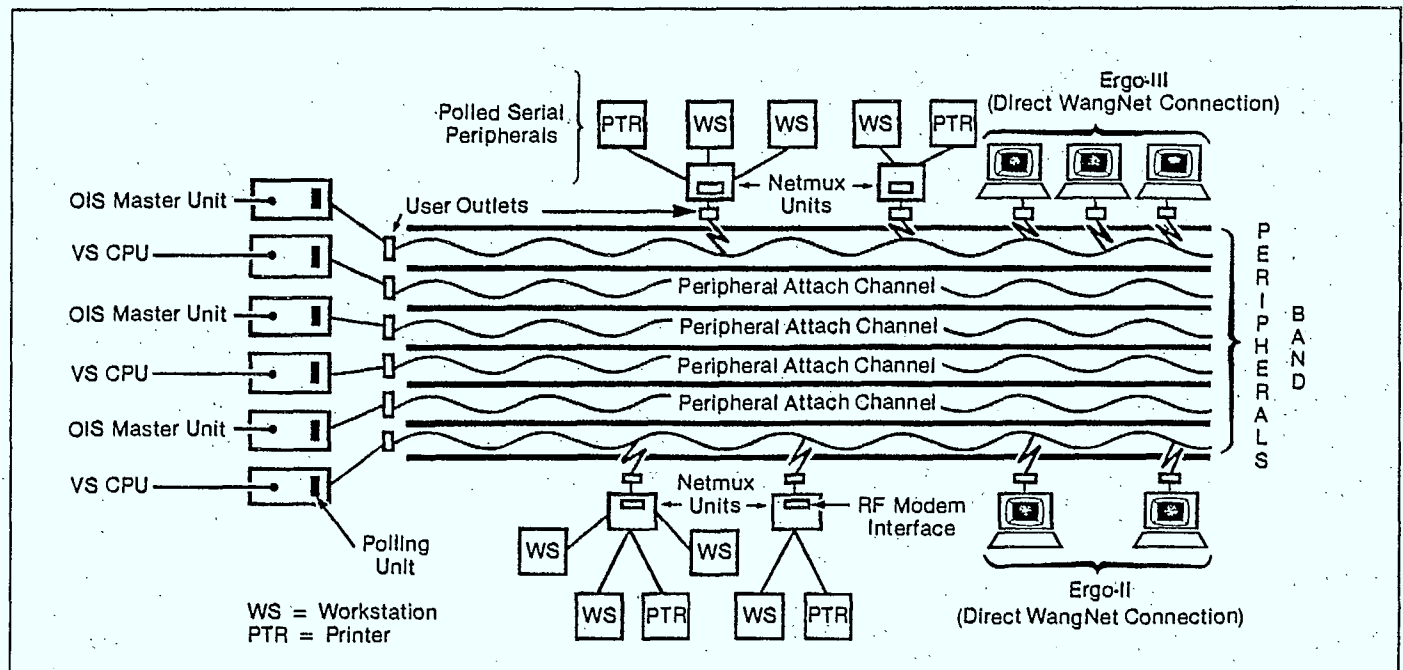 Ergo-III
(Direct WangNet Connection)
Polled Serial
Peripherals
PTR
WS
WS
WS
PTR
Netmux
Units
User Outlets
OIS Master Unit
VS CPU
OIS Master Unit
VS CPU
OIS Master Unit
VS CPU
Peripheral Attach Channel
Peripheral Attach Channel
Peripheral Attach Channel
Peripheral Attach Channel
PERIPHERALS
BAND
Polling
Unit
Netmux
Units
RF Modem
Interface
WS
WS
WS
PTR
WS
PTR
Ergo-II
(Direct WangNet Connection)
WS = Workstation
PTR = Printer